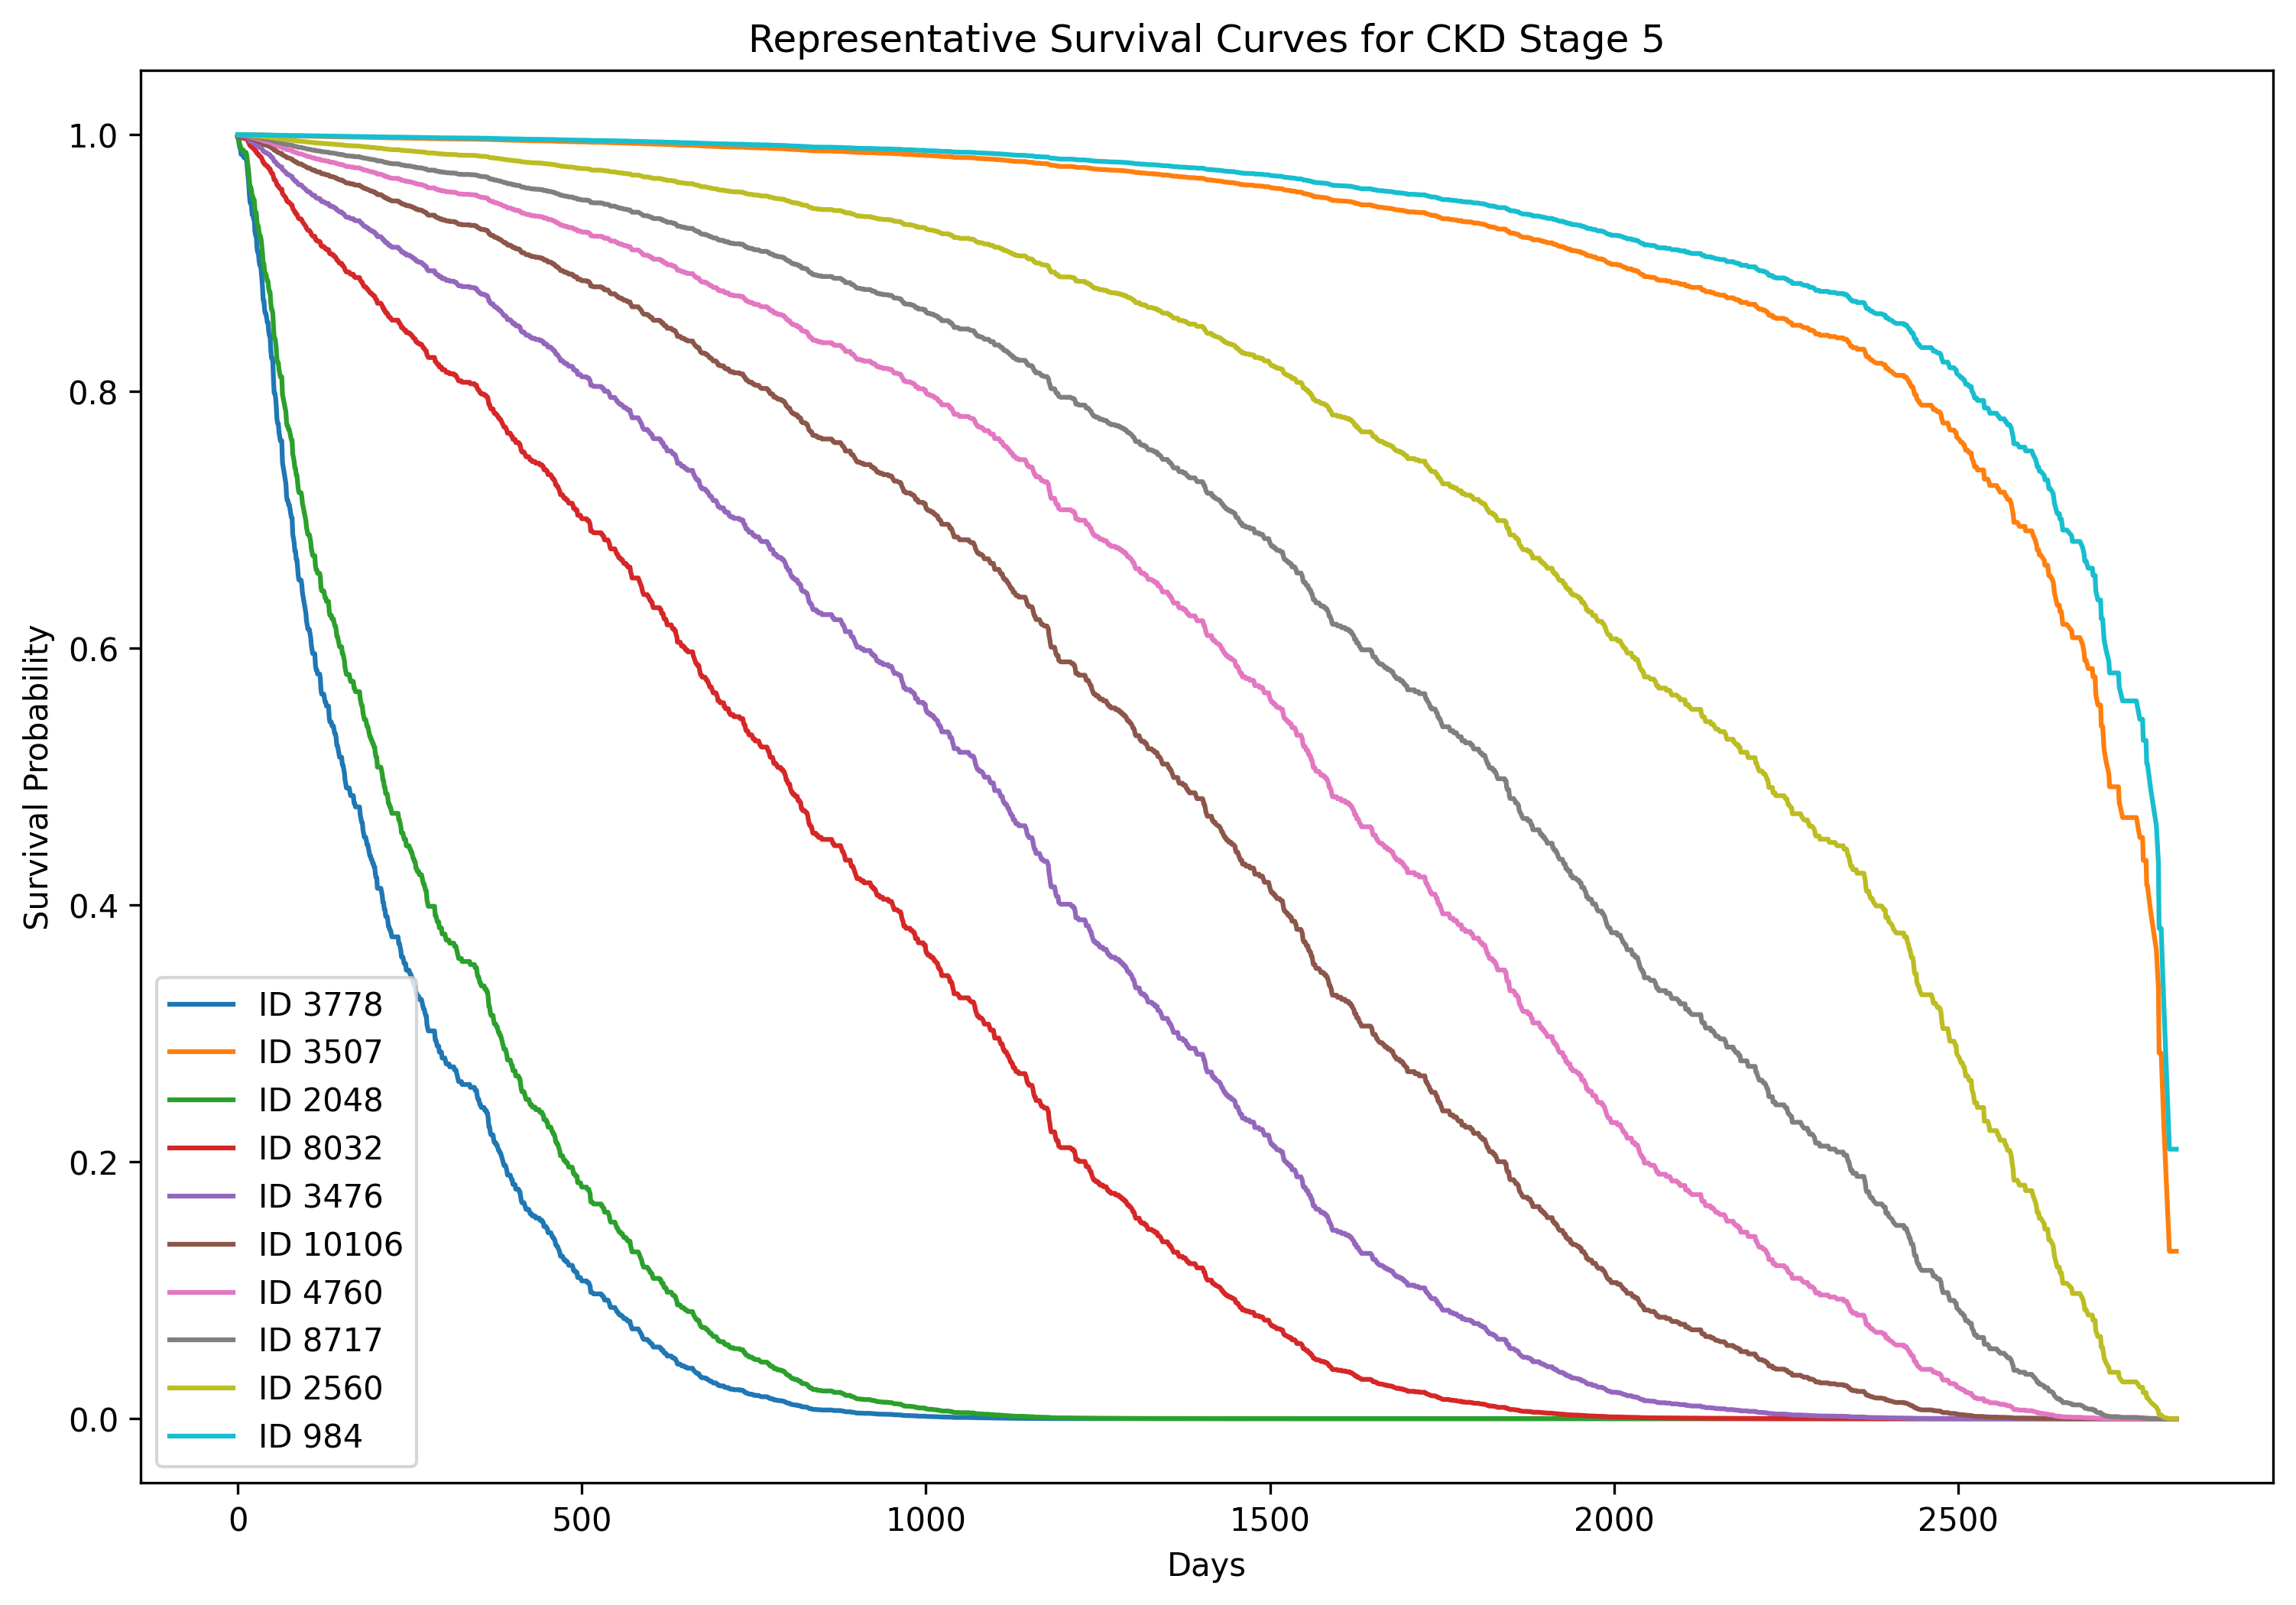 Representative Survival Curves for CKD Stage 5
Survival Probability
1.0
0.8
0.6
0.4
0.2
0.0
ID 3778
ID 3507
ID 2048
ID 8032
ID 3476
ID 10106
ID 4760
ID 8717
ID 2560
ID 984
0 500 1000 1500 2000 2500
Days